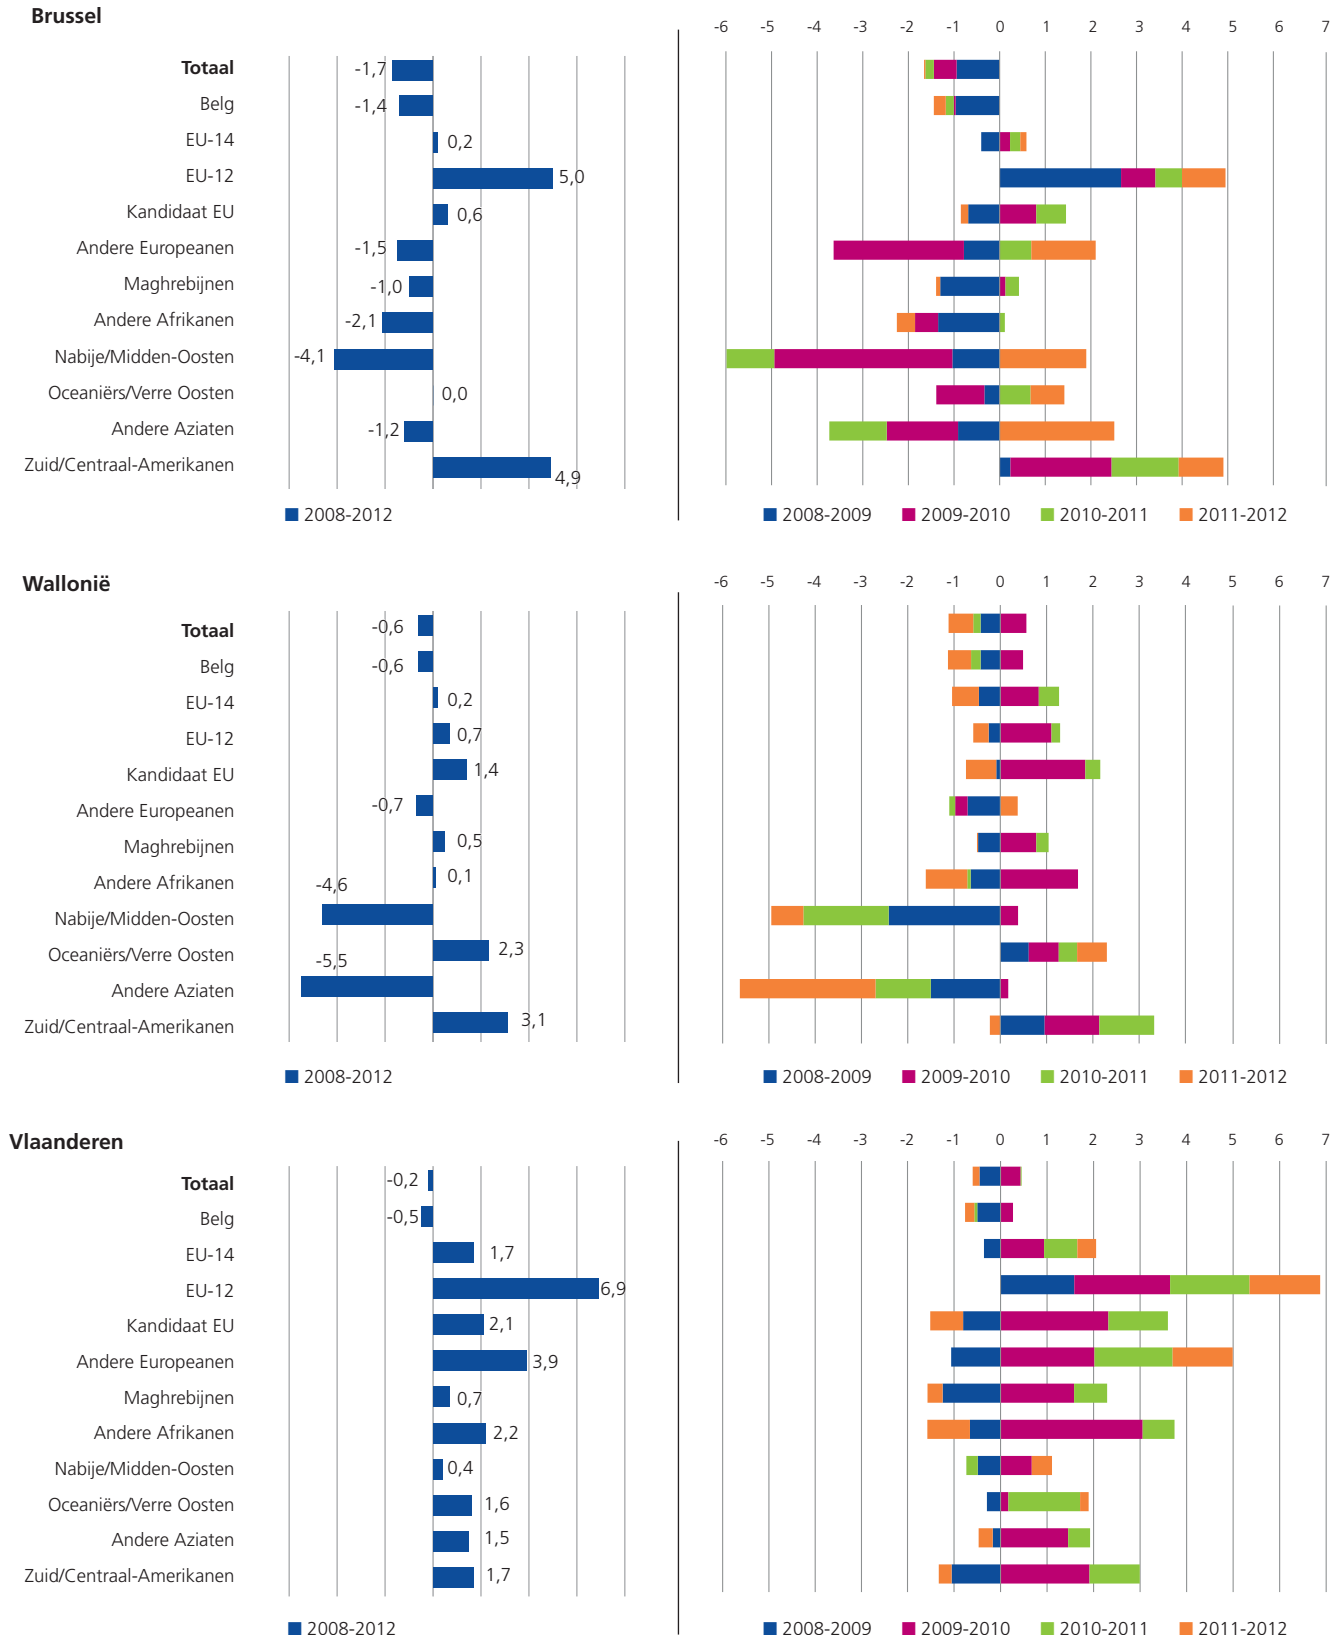 Brussel
-6 -5 -4 -3 -2 -1 0 1 2 3 4 5 6 7
Totaal -1,7
Belg -1,4
EU-14 0,2
EU-12 5,0
Kandidaat EU 0,6
Andere Europeanen -1,5
Maghrebijnen -1,0
Andere Afrikanen -2,1
Nabije/Midden-Oosten -4,1
Oceaniërs/Verre Oosten 0,0
Andere Aziaten -1,2
Zuid/Centraal-Amerikanen 4,9
2008-2012 2008-2009 2009-2010 2010-2011 2011-2012
Wallonië
-6 -5 -4 -3 -2 -1 0 1 2 3 4 5 6 7
Totaal -0,6
Belg -0,6
EU-14 0,2
EU-12 0,7
Kandidaat EU 1,4
Andere Europeanen -0,7
Maghrebijnen 0,5
Andere Afrikanen 0,1
Nabije/Midden-Oosten -4,6
Oceaniërs/Verre Oosten 2,3
Andere Aziaten -5,5
Zuid/Centraal-Amerikanen 3,1
2008-2012 2008-2009 2009-2010 2010-2011 2011-2012
Vlaanderen
-6 -5 -4 -3 -2 -1 0 1 2 3 4 5 6 7
Totaal -0,2
Belg -0,5
EU-14 1,7
EU-12 6,9
Kandidaat EU 2,1
Andere Europeanen 3,9
Maghrebijnen 0,7
Andere Afrikanen 2,2
Nabije/Midden-Oosten 0,4
Oceaniërs/Verre Oosten 1,6
Andere Aziaten 1,5
Zuid/Centraal-Amerikanen 1,7
2008-2012 2008-2009 2009-2010 2010-2011 2011-2012